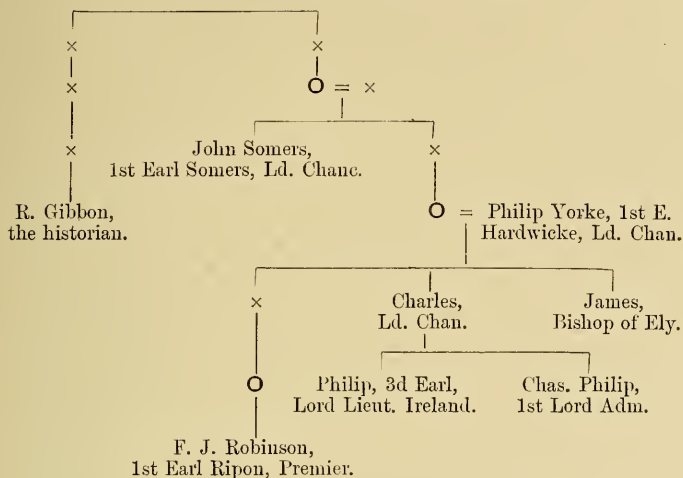 × ×
× O = ×
× John Somers,
1st Earl Somers, Ld. Chanc.
×
R. Gibbon,
the historian.
O = Philip Yorke, 1st E.
Hardwicke, Ld. Chan.
× Charles,
Ld. Chan.
James,
Bishop of Ely.
O Philip, 3d Earl,
Lord Lieut. Ireland.
Chas. Philip,
1st Lord Adm.
F. J. Robinson,
1st Earl Ripon, Premier.